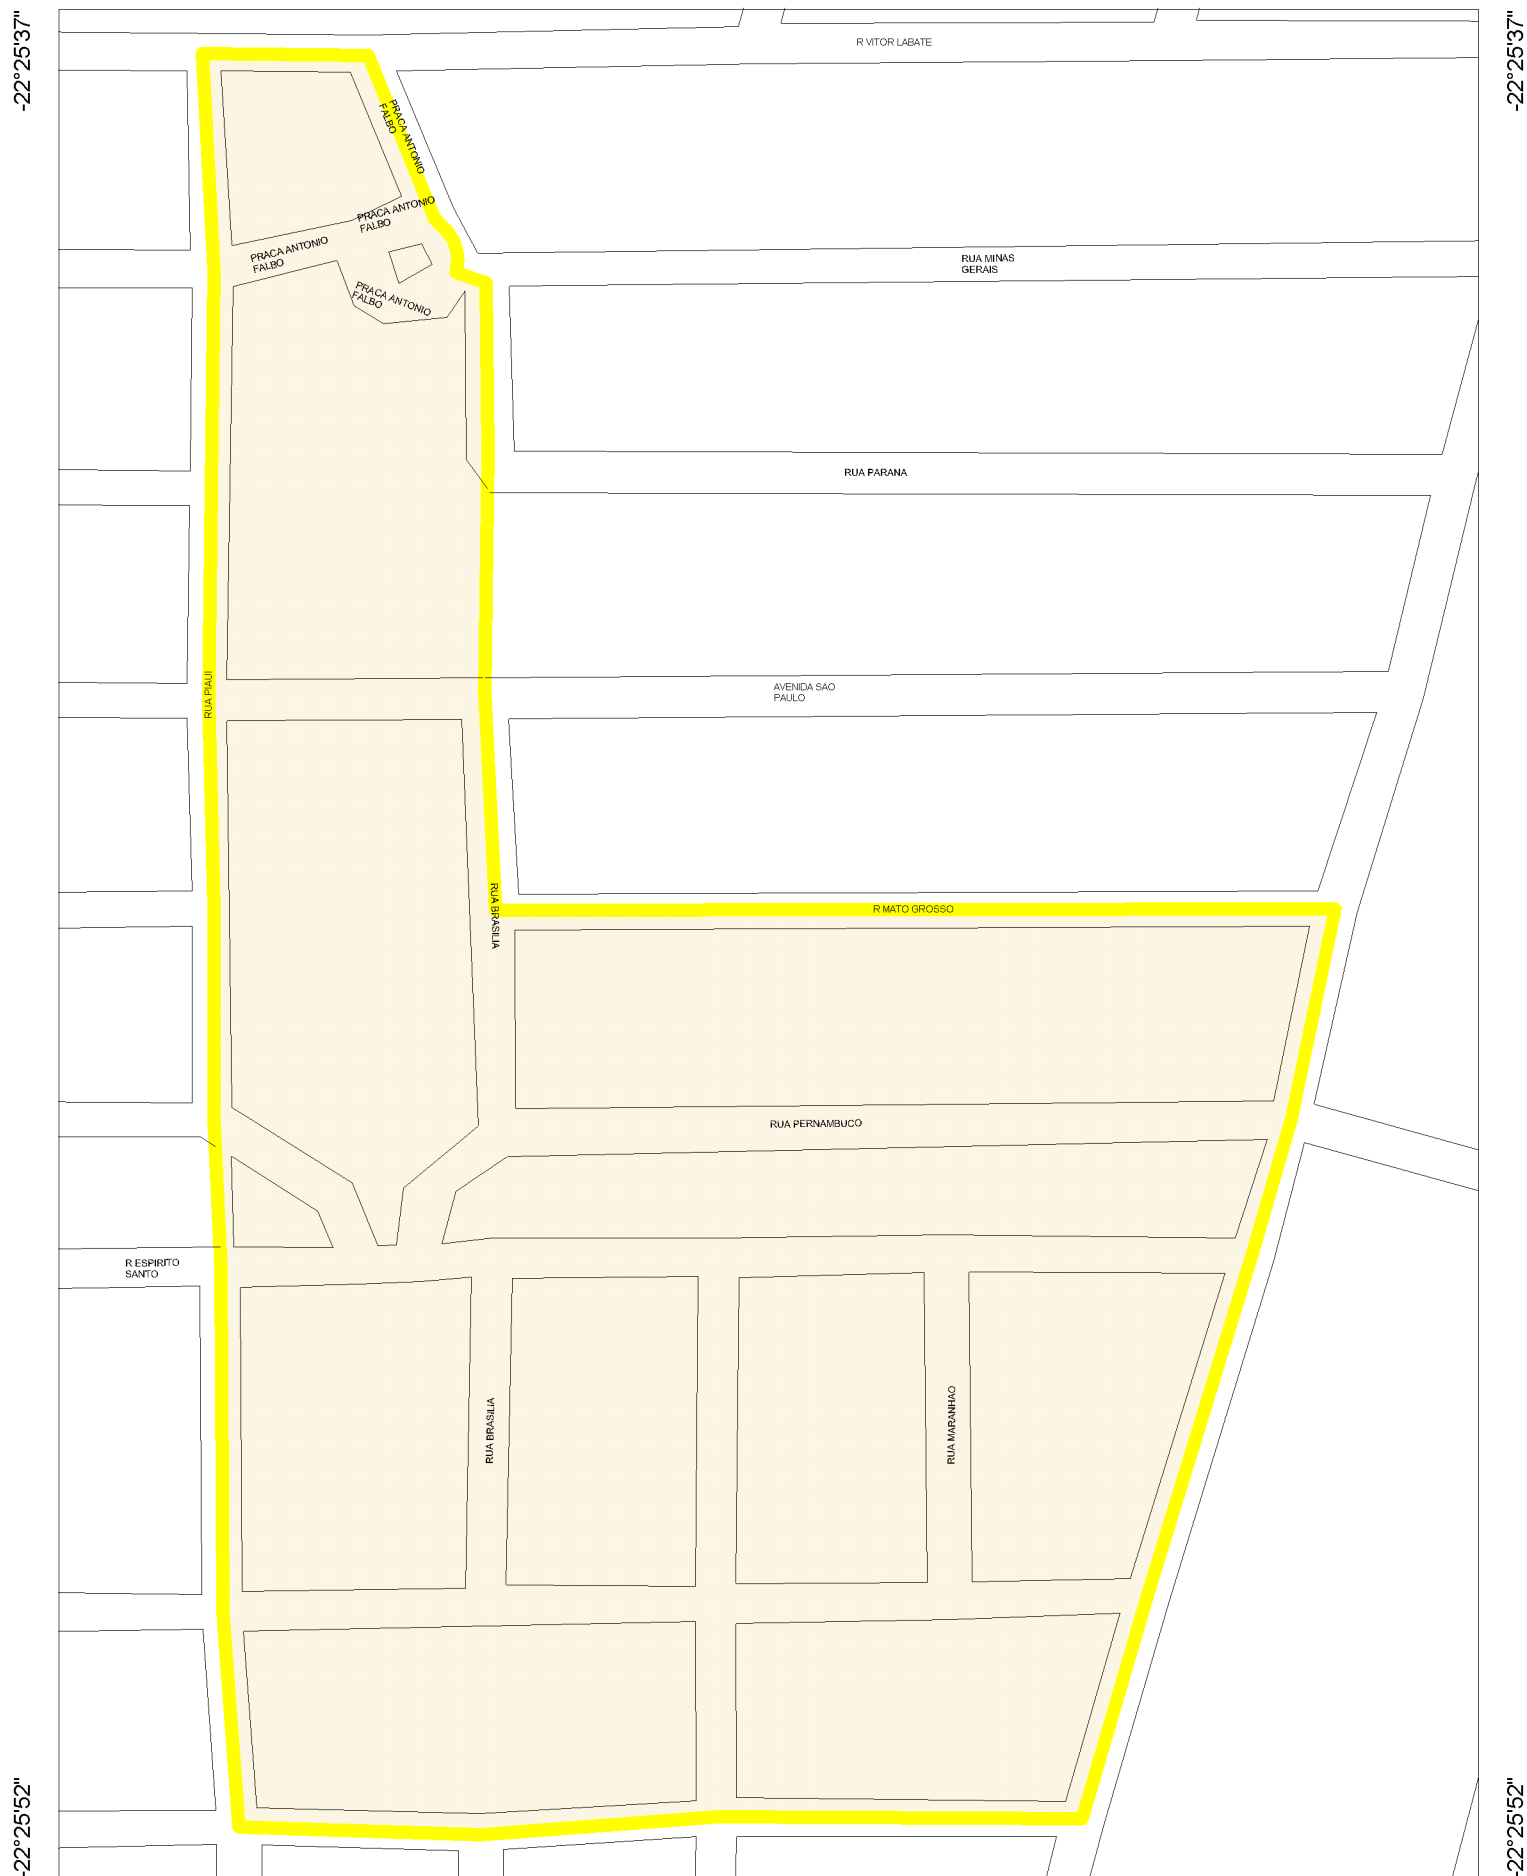 -22°25'37"
-22°25'37"
R VITOR LABATE
PRACA ANTONIO
FALBO
PRACA ANTONIO
FALBO
PRACA ANTONIO
FALBO
RUA MINAS
GERAIS
PRACA ANTONIO
FALBO
RUA PARANA
RUA PIAUI
AVENIDA SAO
PAULO
RUA BRASILIA
R MATO GROSSO
RUA PERNAMBUCO
R ESPIRITO
SANTO
RUA BRASILIA
RUA MARANHAO
-22°25'52"
-22°25'52"